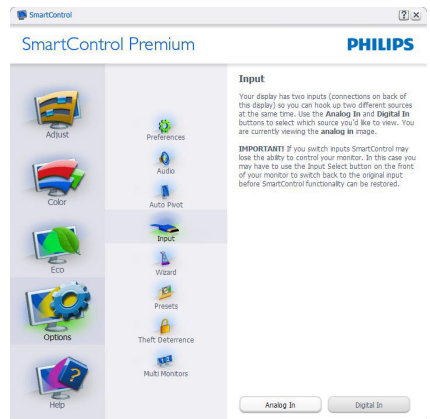 SmartControl
SmartControl Premium
PHILIPS
Adjust
Color
Eco
Options
Help
Preferences
Audio
Auto Pivot
Input
Wizard
Presets
Theft Deterrence
Multi Monitors
Input
Your display has two inputs (connections on back of
this display) so you can hook up two different sources
at the same time. Use the Analog In and Digital In
buttons to select which source you'd like to view. You
are currently viewing the analog in image.
IMPORTANT! If you switch inputs SmartControl may
lose the ability to control your monitor. In this case you
may have to use the Input Select button on the front
of your monitor to switch back to the original input
before SmartControl functionality can be restored.
Analog In
Digital In